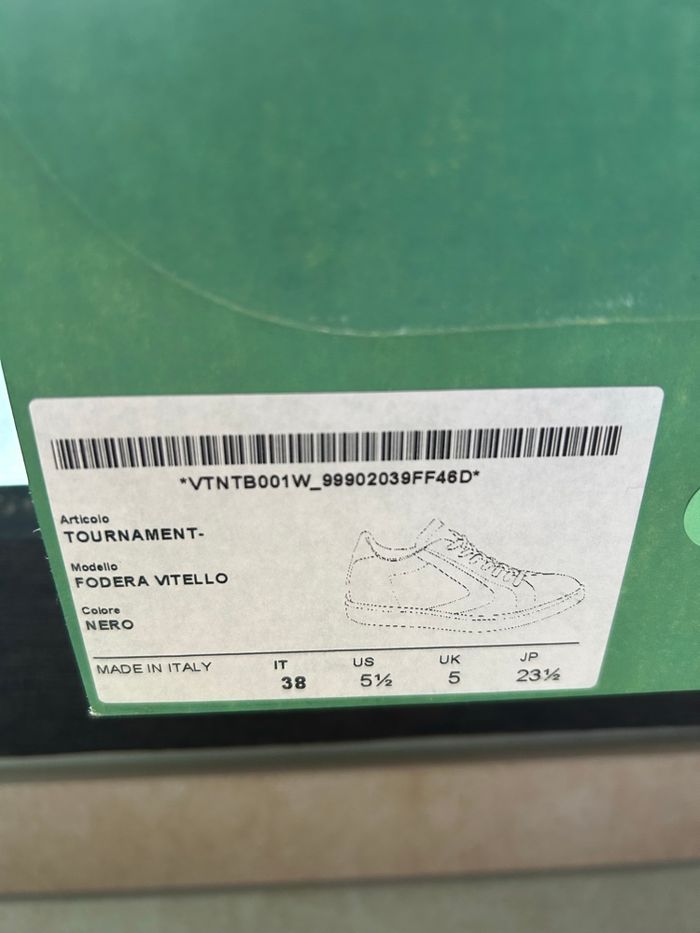 *VTNTB001W_99902039FF46D*
Articolo
TOURNAMENT-
Modello
FODERA VITELLO
Colore
NERO
MADE IN ITALY IT US UK JP
38 5½ 5 23½